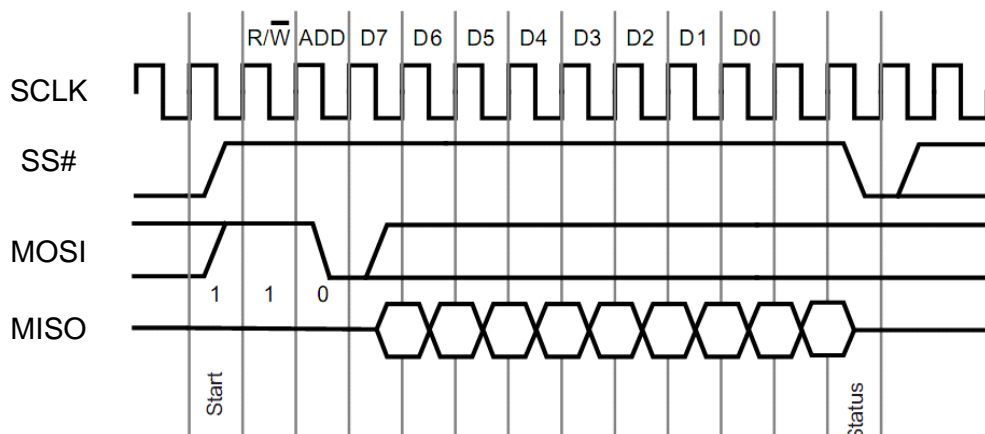 R/W̅ ADD D7 D6 D5 D4 D3 D2 D1 D0
SCLK
SS#
MOSI
1 1 0
MISO
Start
Status